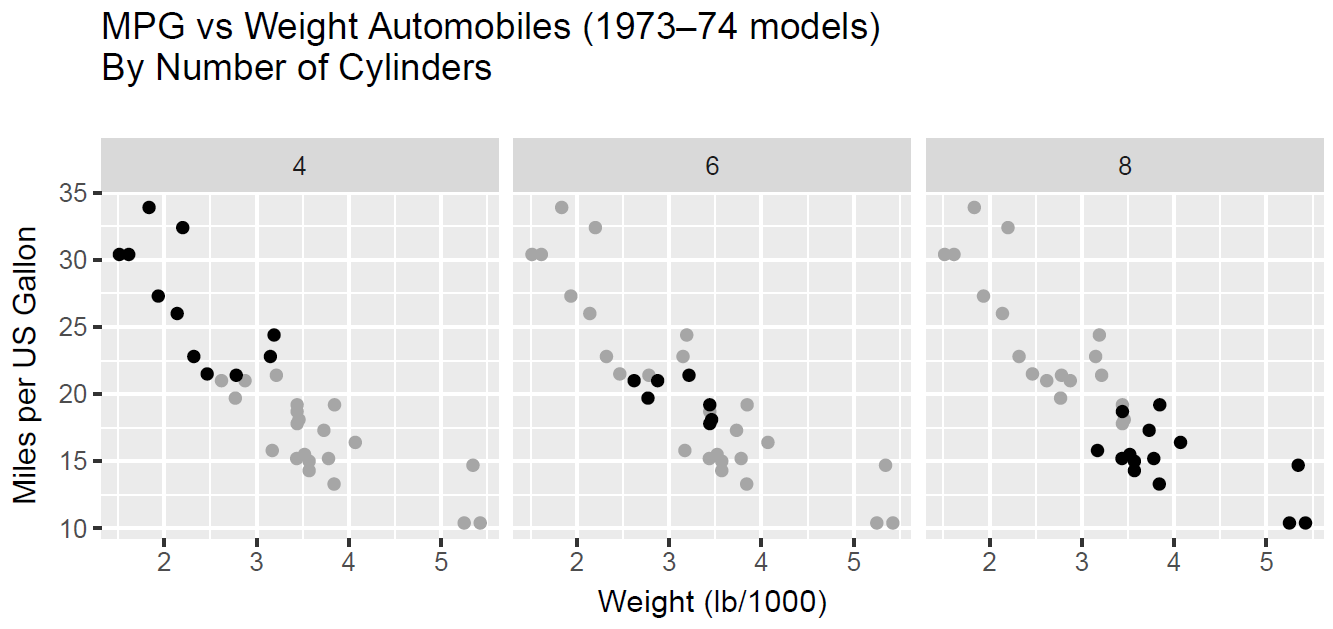 MPG vs Weight Automobiles (1973–74 models)
By Number of Cylinders
4
6
8
35
30
25
20
15
10
Miles per US Gallon
2 3 4 5
2 3 4 5
2 3 4 5
Weight (lb/1000)